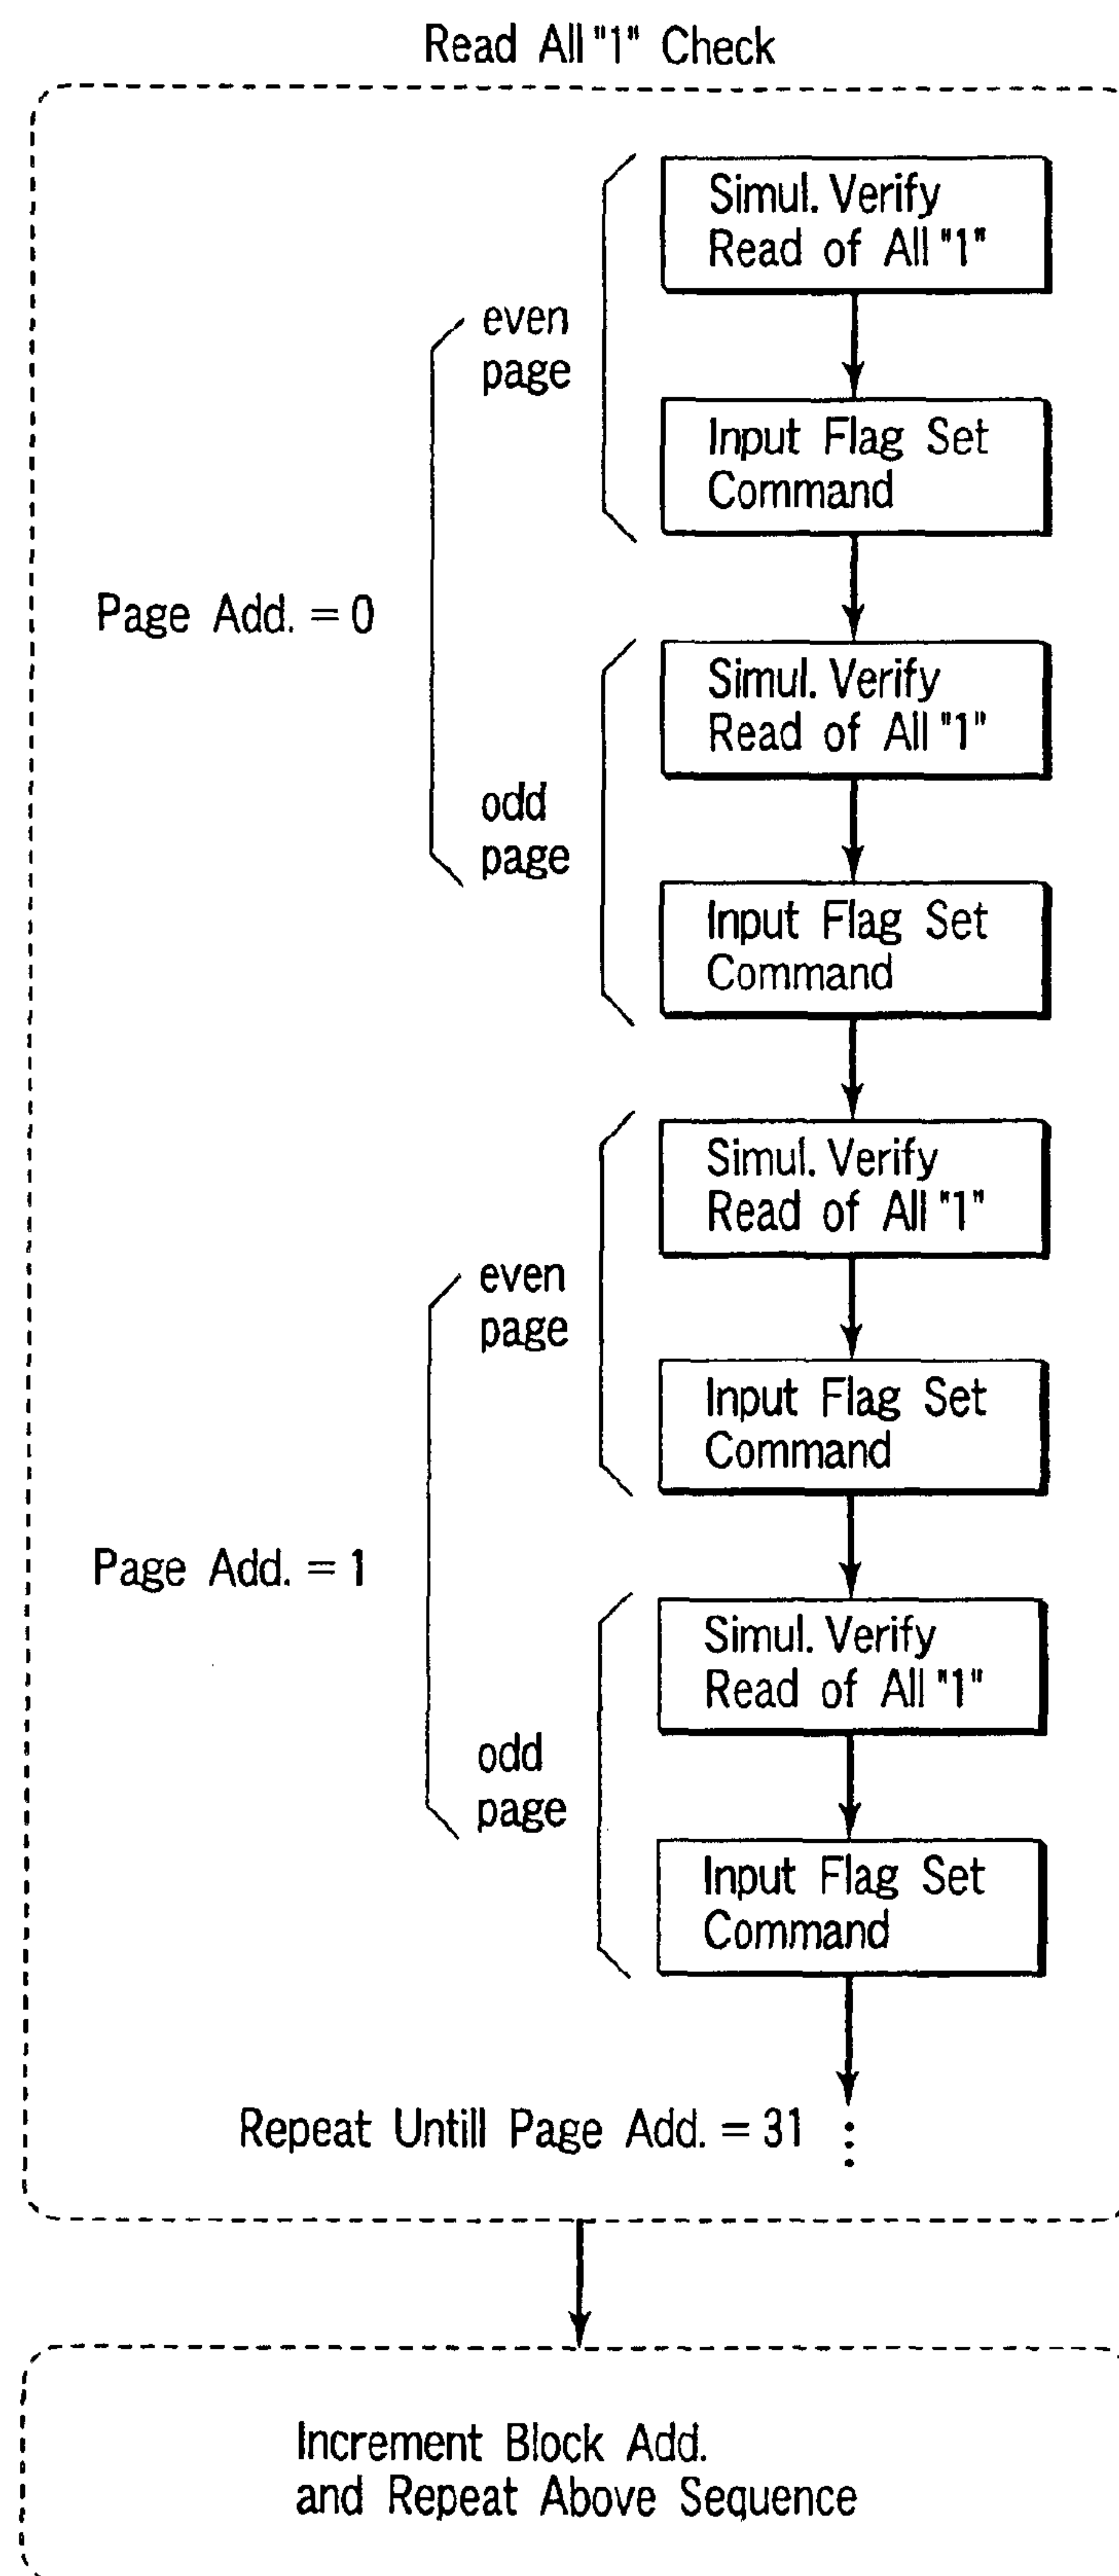 Read All "1" Check
Simul. Verify
Read of All "1"
even
page
Input Flag Set
Command
Page Add. = 0
Simul. Verify
Read of All "1"
odd
page
Input Flag Set
Command
Simul. Verify
Read of All "1"
even
page
Input Flag Set
Command
Page Add. = 1
Simul. Verify
Read of All "1"
odd
page
Input Flag Set
Command
Repeat Untill Page Add. = 31
Increment Block Add.
and Repeat Above Sequence